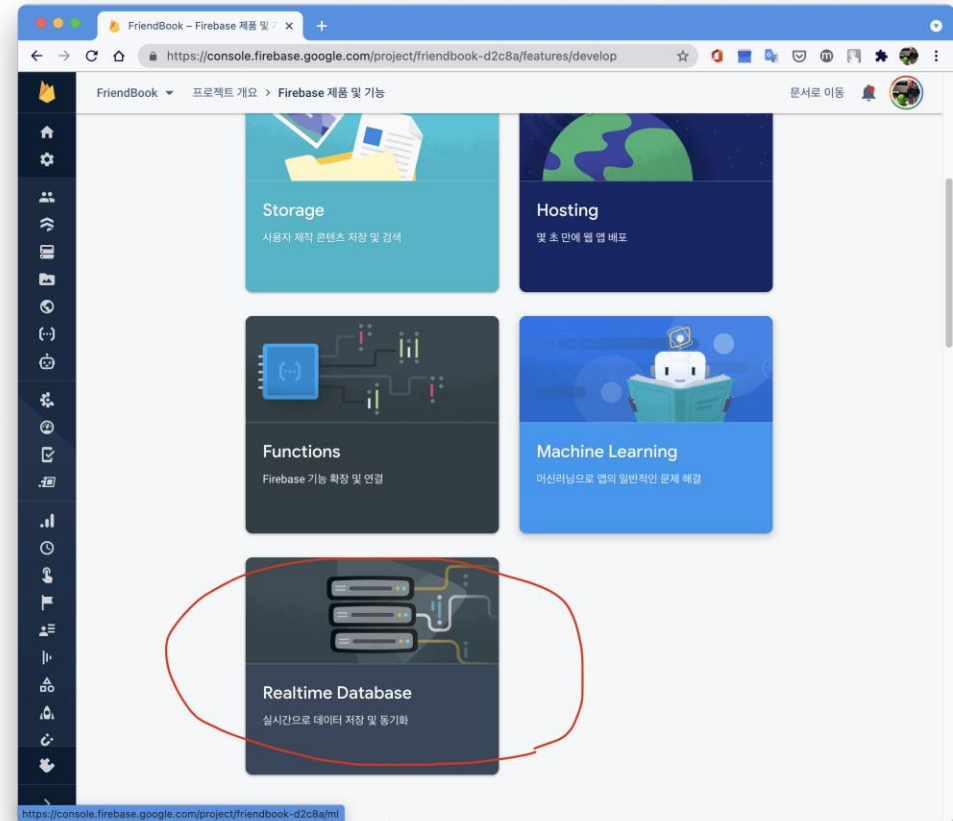 FriendBook – Firebase 제품 및
https://console.firebase.google.com/project/friendbook-d2c8a/features/develop
FriendBook
프로젝트 개요 > Firebase 제품 및 기능
문서로 이동
Storage
사용자 제작 콘텐츠 저장 및 검색
Hosting
몇 초 만에 웹 앱 배포
Functions
Firebase 기능 확장 및 연결
Machine Learning
머신러닝으로 앱의 일반적인 문제 해결
Realtime Database
실시간으로 데이터 저장 및 동기화
https://console.firebase.google.com/project/friendbook-d2c8a/ml